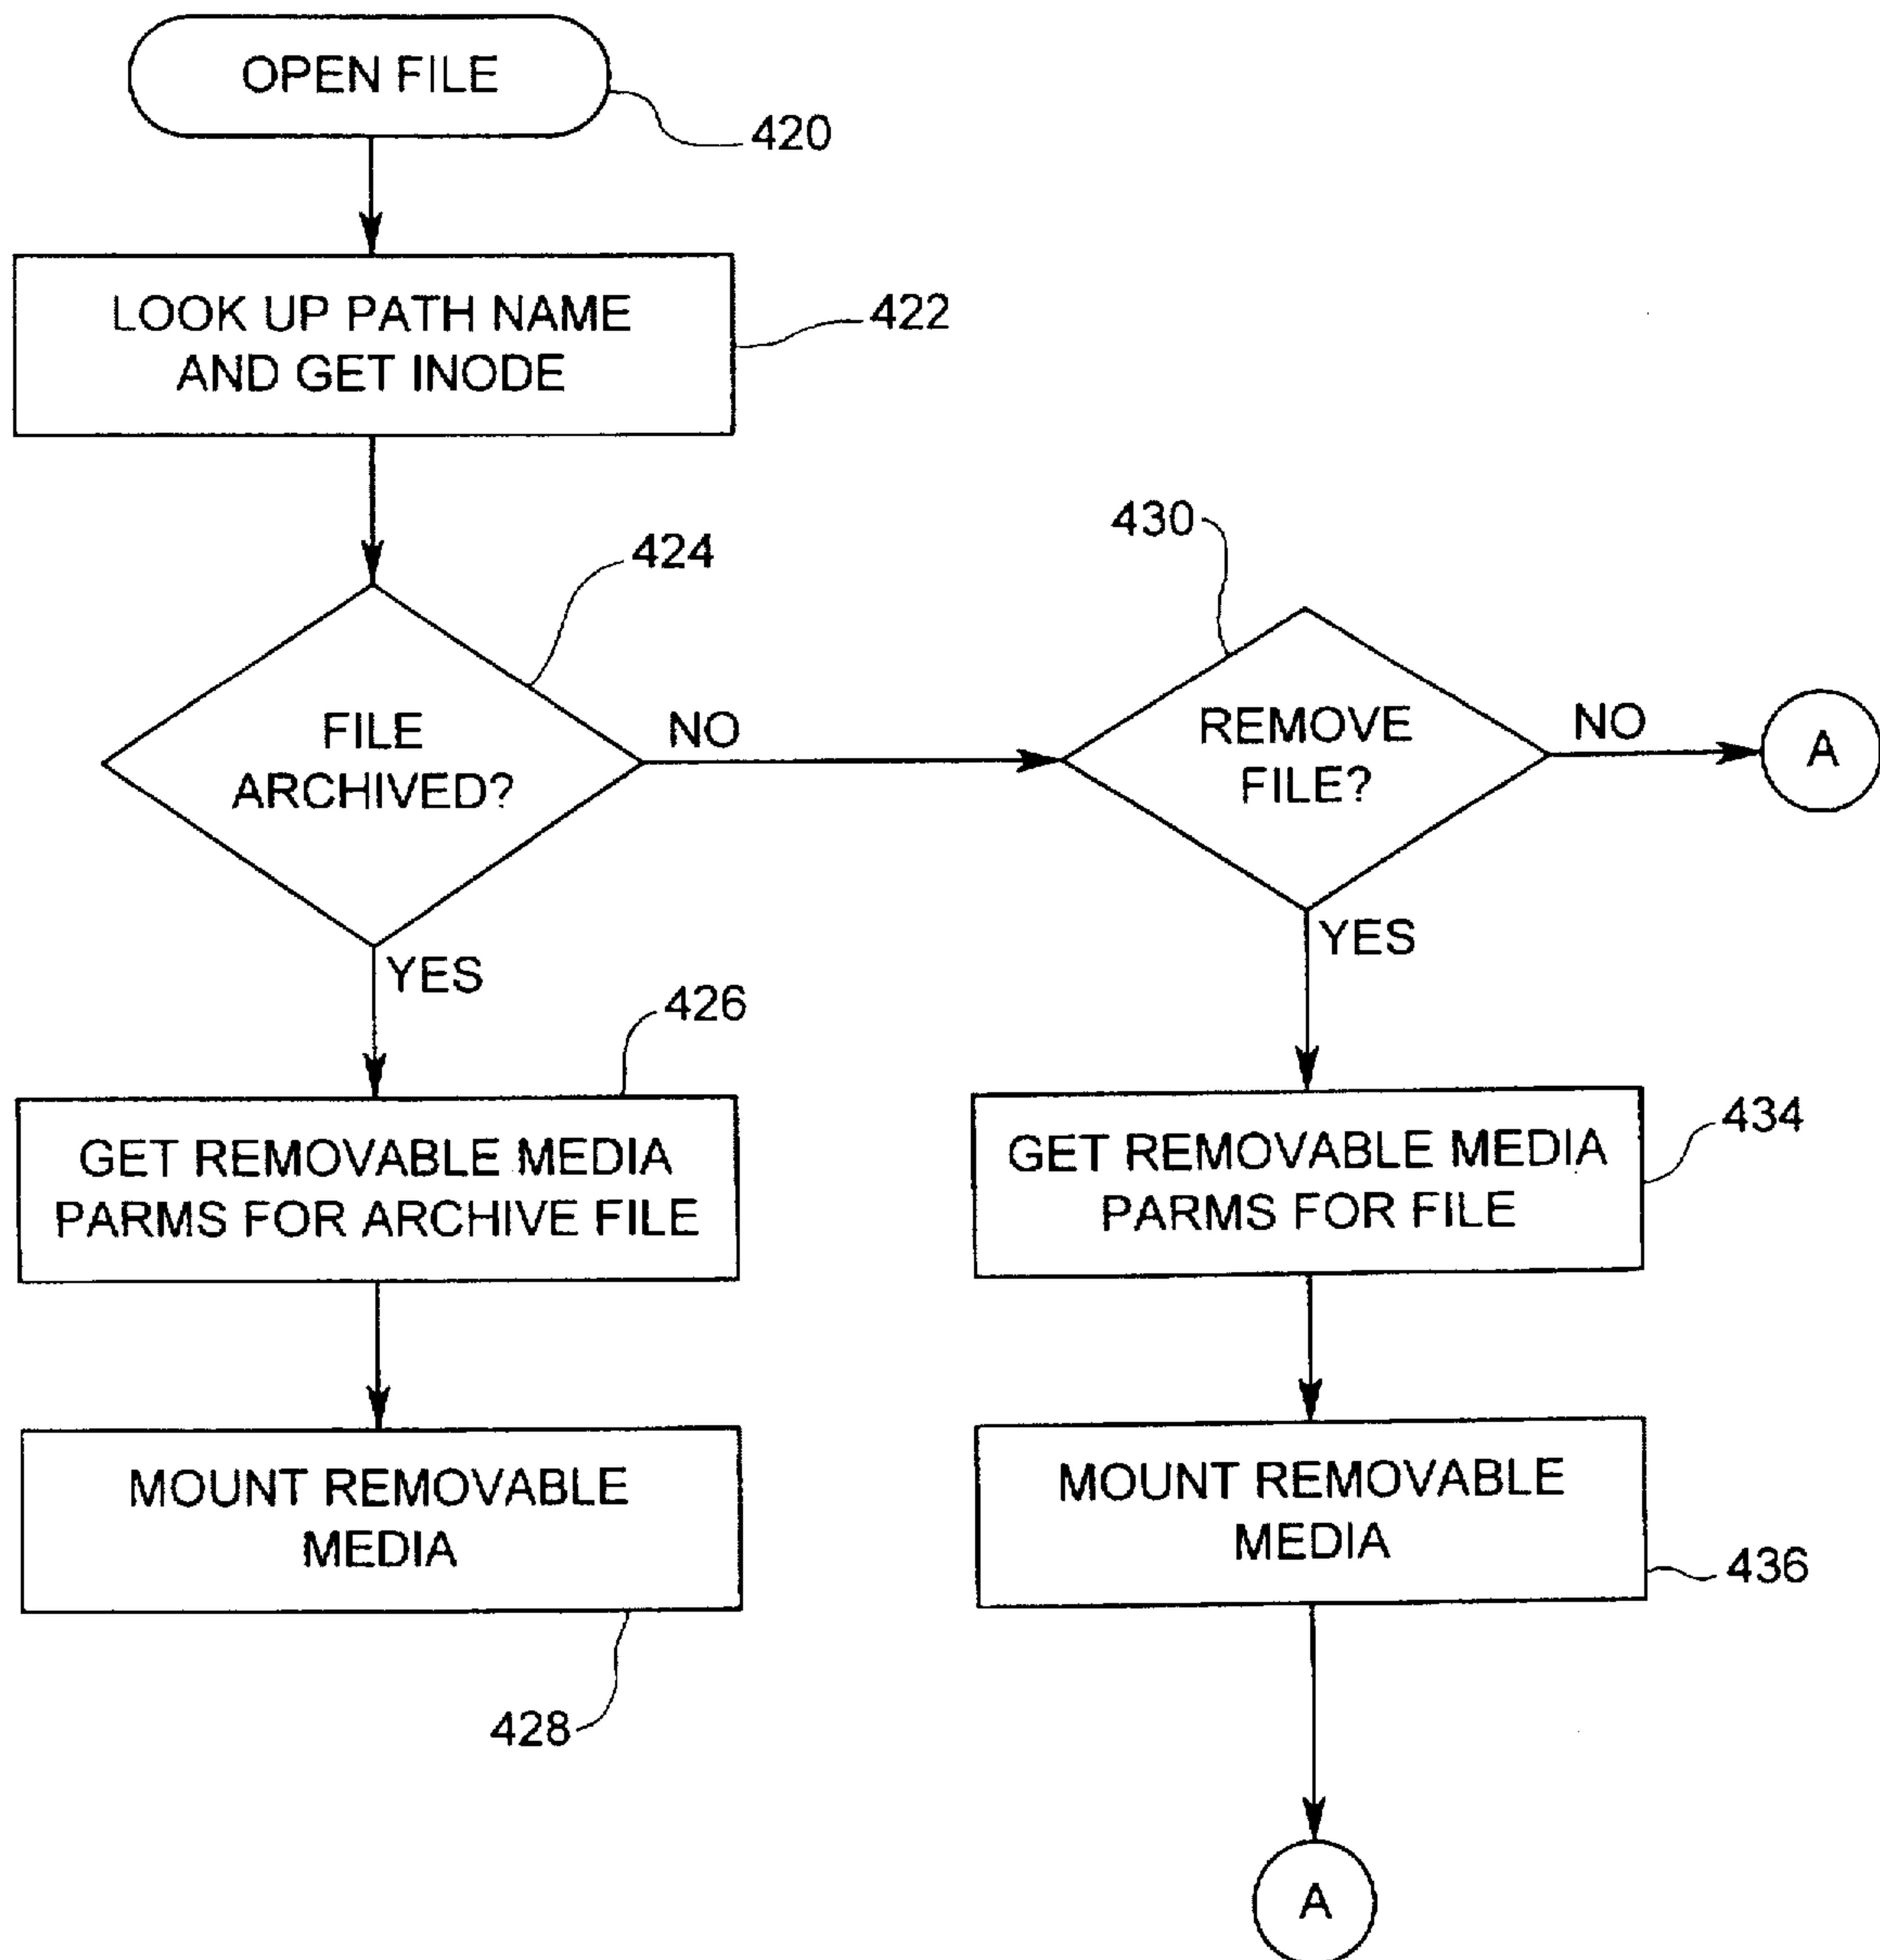 OPEN FILE
420
LOOK UP PATH NAME
AND GET INODE
422
FILE
ARCHIVED?
424
NO
YES
430
REMOVE
FILE?
NO
A
YES
GET REMOVABLE MEDIA
PARMS FOR ARCHIVE FILE
426
GET REMOVABLE MEDIA
PARMS FOR FILE
434
MOUNT REMOVABLE
MEDIA
428
MOUNT REMOVABLE
MEDIA
436
A